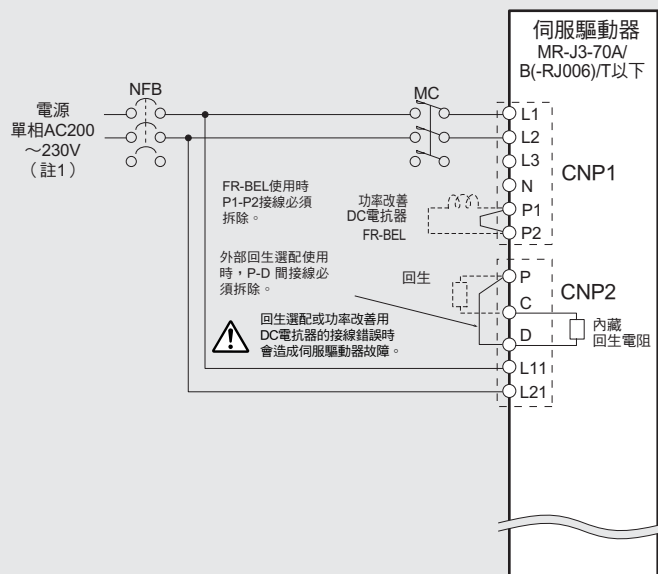 伺服驅動器
MR-J3-70A/
B(-RJ006)/T以下
NFB
MC
電源
單相AC200
～230V
（註1）
L1
L2
L3
N
P1
P2
CNP1
FR-BEL使用時
P1-P2接線必須
拆除。
功率改善
DC電抗器
FR-BEL
外部回生選配使用
時，P-D 間接線必
須拆除。
回生
P
C
D
L11
L21
CNP2
內藏
回生電阻
回生選配或功率改善用
DC電抗器的接線錯誤時
會造成伺服驅動器故障。